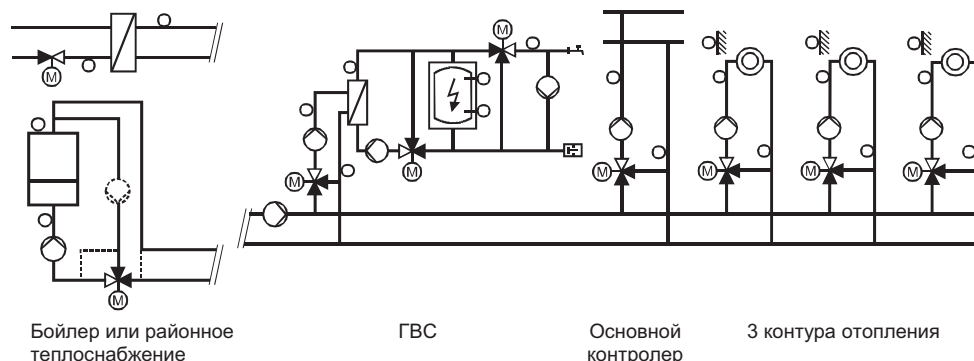 M
M
M
M
M
M
M
M
M
M
Бойлер или районное
теплоснабжение
ГВС
Основной
контролер
3 контура отопления